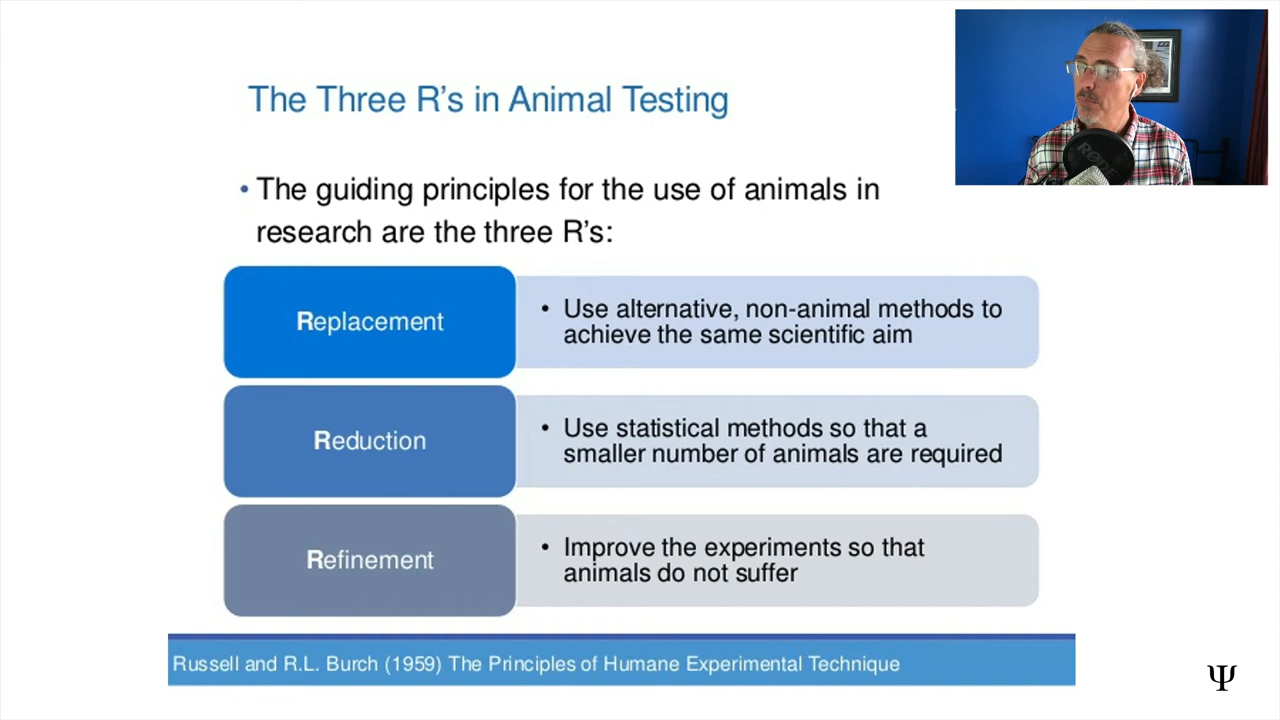 The Three R’s in Animal Testing
• The guiding principles for the use of animals in
research are the three R’s:
Replacement
• Use alternative, non-animal methods to
achieve the same scientific aim
Reduction
• Use statistical methods so that a
smaller number of animals are required
Refinement
• Improve the experiments so that
animals do not suffer
Russell and R.L. Burch (1959) The Principles of Humane Experimental Technique
RØDE
Ψ